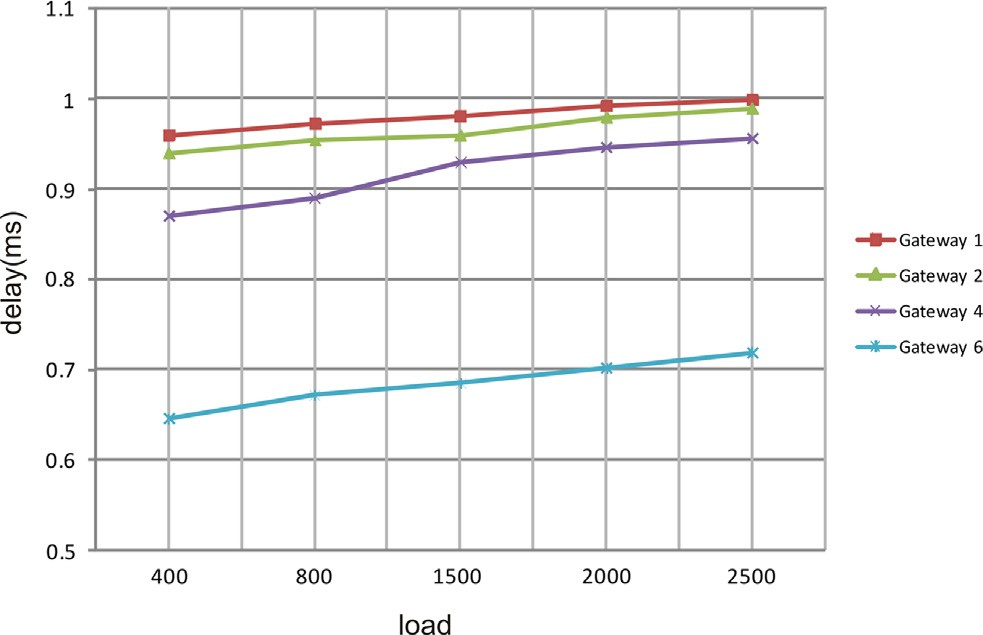 1.1
1
0.9
0.8
0.7
0.6
0.5
delay(ms)
400 800 1500 2000 2500
load
Gateway 1
Gateway 2
Gateway 4
Gateway 6